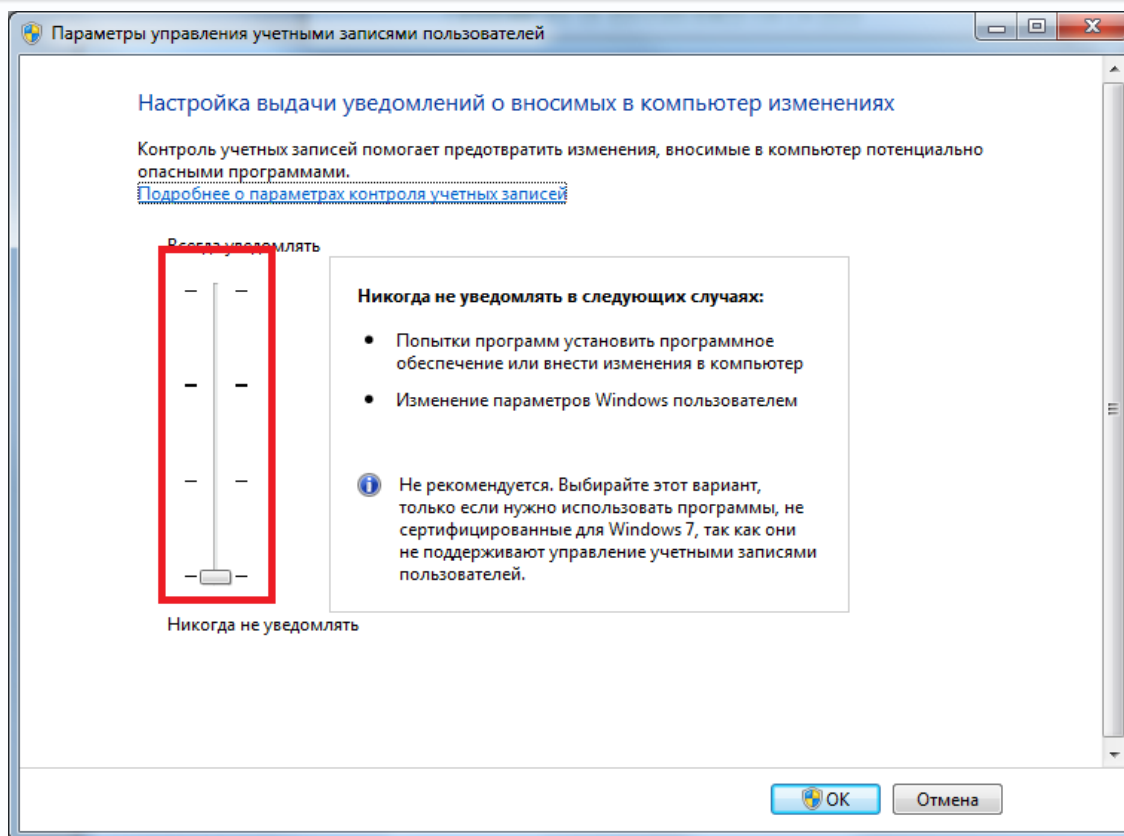 Параметры управления учетными записями пользователей
Настройка выдачи уведомлений о вносимых в компьютер изменениях
Контроль учетных записей помогает предотвратить изменения, вносимые в компьютер потенциально
опасными программами.
Подробнее о параметрах контроля учетных записей
Всегда уведомлять
Никогда не уведомлять в следующих случаях:
Попытки программ установить программное
обеспечение или внести изменения в компьютер
Изменение параметров Windows пользователем
Не рекомендуется. Выбирайте этот вариант,
только если нужно использовать программы, не
сертифицированные для Windows 7, так как они
не поддерживают управление учетными записями
пользователей.
Никогда не уведомлять
OK
Отмена